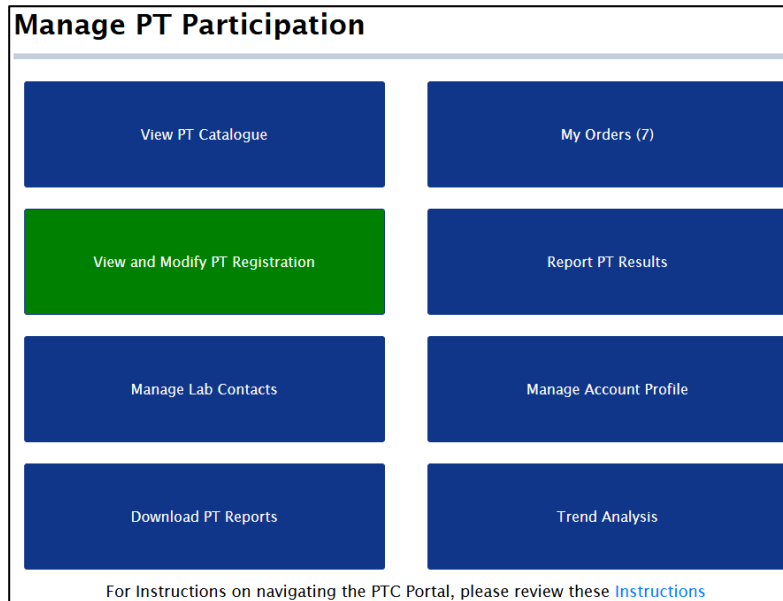 Manage PT Participation
View PT Catalogue
My Orders (7)
View and Modify PT Registration
Report PT Results
Manage Lab Contacts
Manage Account Profile
Download PT Reports
Trend Analysis
For Instructions on navigating the PTC Portal, please review these Instructions